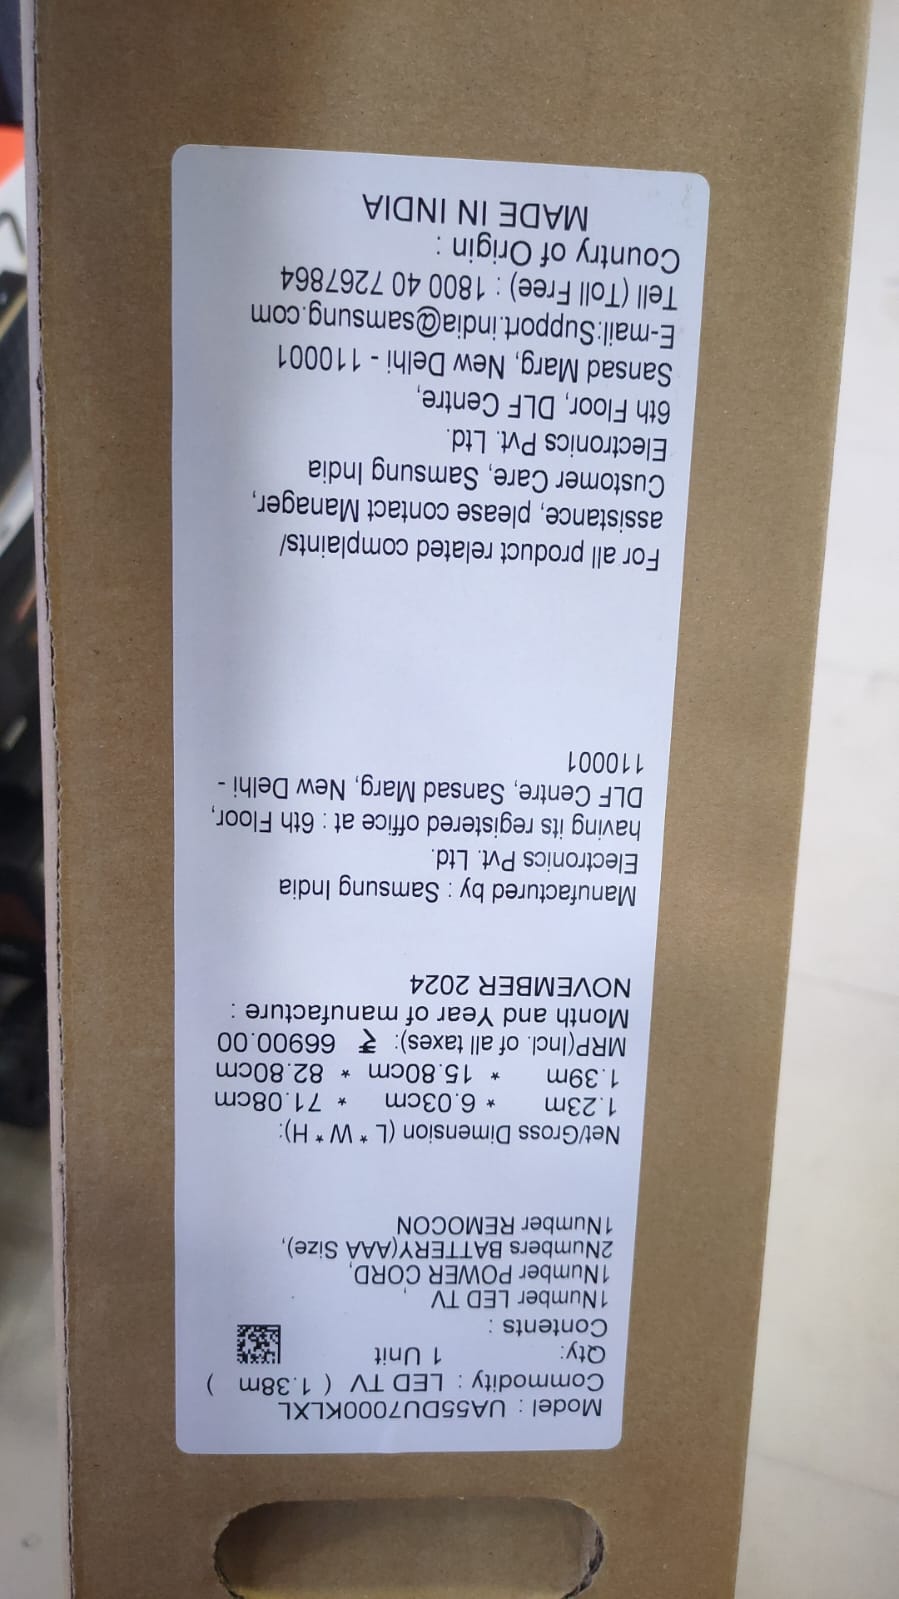 Model : UA55DU7000KLXL
Commodity : LED TV ( 1.38m )
Qty: 1 Unit
Contents :
1Number LED TV
1Number POWER CORD,
2Numbers BATTERY(AAA Size),
1Number REMOCON
Net/Gross Dimension (L * W * H):
1.23m * 6.03cm * 71.08cm
1.39m * 15.80cm * 82.80cm
MRP(Incl. of all taxes): ₹ 66900.00
Month and Year of manufacture :
NOVEMBER 2024
Manufactured by : Samsung India
Electronics Pvt. Ltd.
having its registered office at : 6th Floor,
DLF Centre, Sansad Marg, New Delhi -
110001
For all product related complaints/
assistance, please contact Manager,
Customer Care, Samsung India
Electronics Pvt. Ltd.
6th Floor, DLF Centre,
Sansad Marg, New Delhi - 110001
E-mail:Support.india@samsung.com
Tell (Toll Free) : 1800 40 7267864
Country of Origin :
MADE IN INDIA